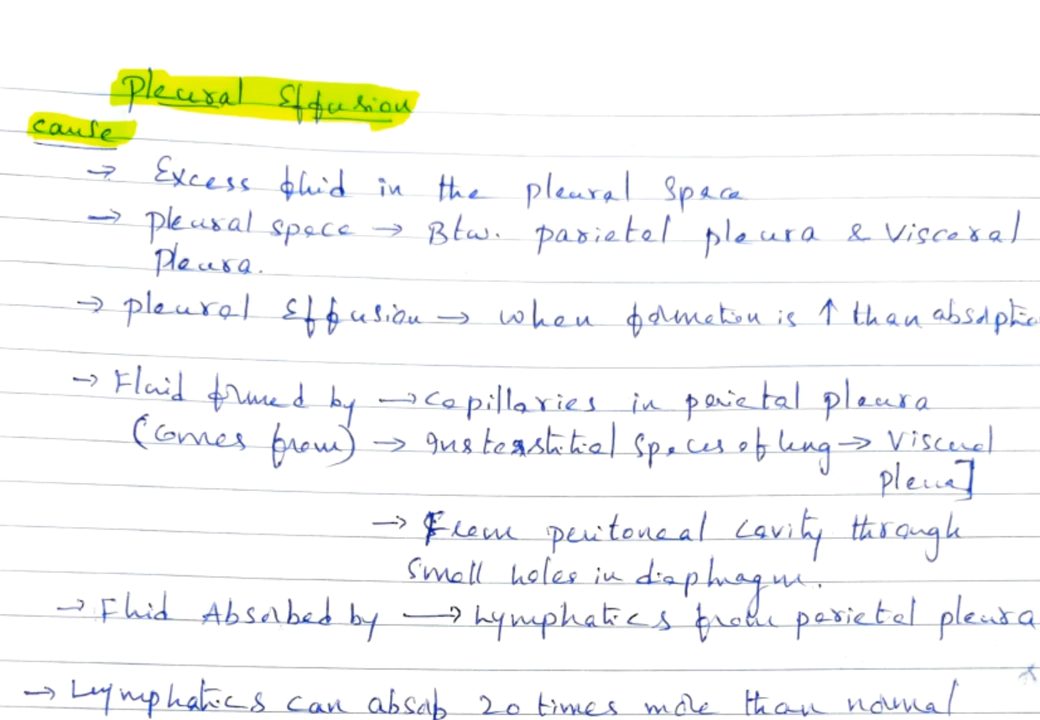 Pleural Effusion
cause
→ Excess fluid in the pleural space
→ pleural space → Btw. parietal pleura & Visceral
Pleura.
→ pleural Effusion → when formation is ↑ than absorptio
→ Fluid formed by → capillaries in parietal pleura
(comes from) → Insterstitial spaces of lung → Visceral
pleura]
→ From peritoneal cavity through
small holes in diaphragm.
→ Fluid Absorbed by → Lymphatics from parietal pleura
→ Lymphatics can absorb 20 times more than normal